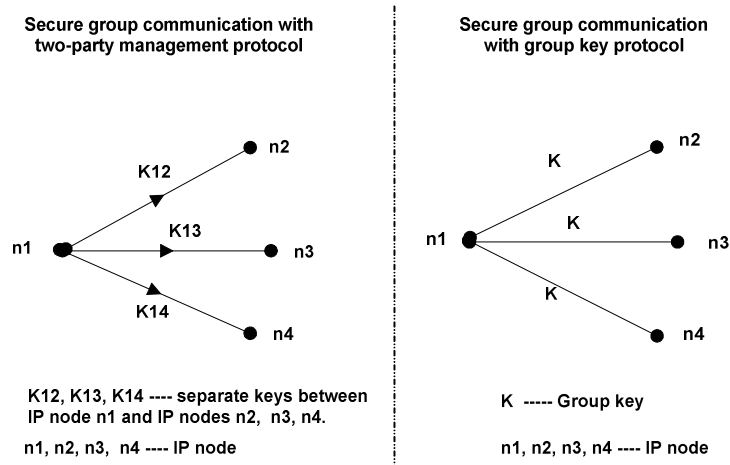 Secure group communication with
two-party management protocol
n2
K12
n1
K13
n3
K14
n4
K12, K13, K14 ---- separate keys between
IP node n1 and IP nodes n2, n3, n4.
n1, n2, n3, n4 ---- IP node
Secure group communication
with group key protocol
n2
K
n1
K
n3
K
n4
K ----- Group key
n1, n2, n3, n4 ---- IP node